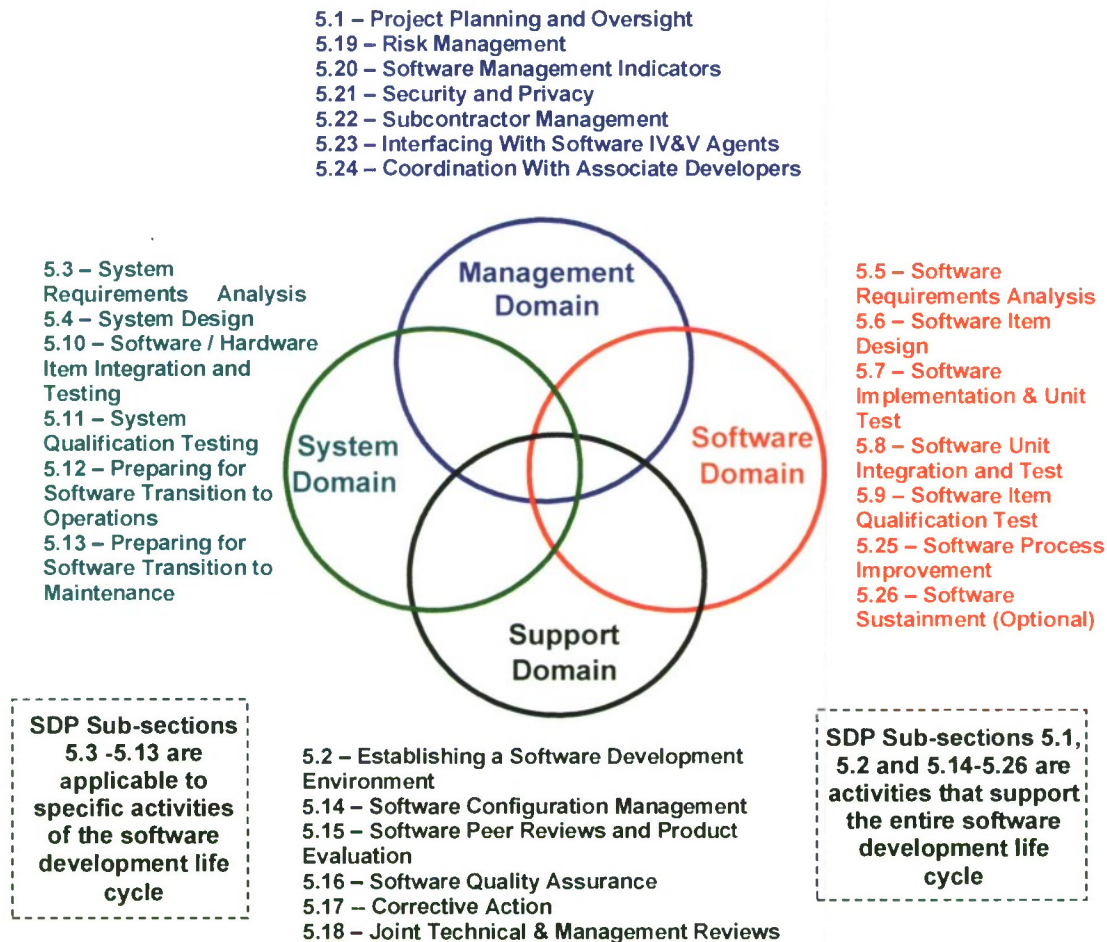 5.1 – Project Planning and Oversight
5.19 – Risk Management
5.20 – Software Management Indicators
5.21 – Security and Privacy
5.22 – Subcontractor Management
5.23 – Interfacing With Software IV&V Agents
5.24 – Coordination With Associate Developers
5.3 – System
Requirements Analysis
5.4 – System Design
5.10 – Software / Hardware
Item Integration and
Testing
5.11 – System
Qualification Testing
5.12 – Preparing for
Software Transition to
Operations
5.13 – Preparing for
Software Transition to
Maintenance
Management
Domain
System
Domain
Software
Domain
Support
Domain
5.5 – Software
Requirements Analysis
5.6 – Software Item
Design
5.7 – Software
Implementation & Unit
Test
5.8 – Software Unit
Integration and Test
5.9 – Software Item
Qualification Test
5.25 – Software Process
Improvement
5.26 – Software
Sustainment (Optional)
SDP Sub-sections
5.3 -5.13 are
applicable to
specific activities
of the software
development life
cycle
5.2 – Establishing a Software Development
Environment
5.14 – Software Configuration Management
5.15 – Software Peer Reviews and Product
Evaluation
5.16 – Software Quality Assurance
5.17 – Corrective Action
5.18 – Joint Technical & Management Reviews
SDP Sub-sections 5.1,
5.2 and 5.14-5.26 are
activities that support
the entire software
development life
cycle